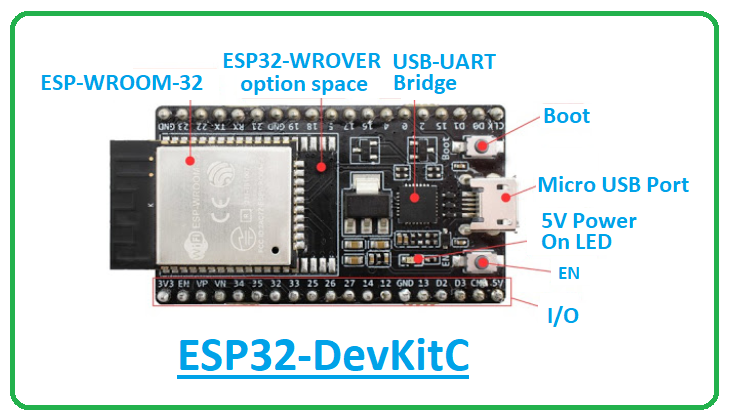 ESP32-WROVER
option space
USB-UART
Bridge
ESP-WROOM-32
Boot
GND 23 22 TX RX 21 GND 19 18 5 17 16 4 0 2 15 D1 D0 CLK
Boot
ESP-WROOM
Micro USB Port
5V Power
On LED
EN
EN
3V3 EN VP VN 34 35 32 33 25 26 27 14 12 GND 13 D2 D3 CMD 5V
I/O
ESP32-DevKitC